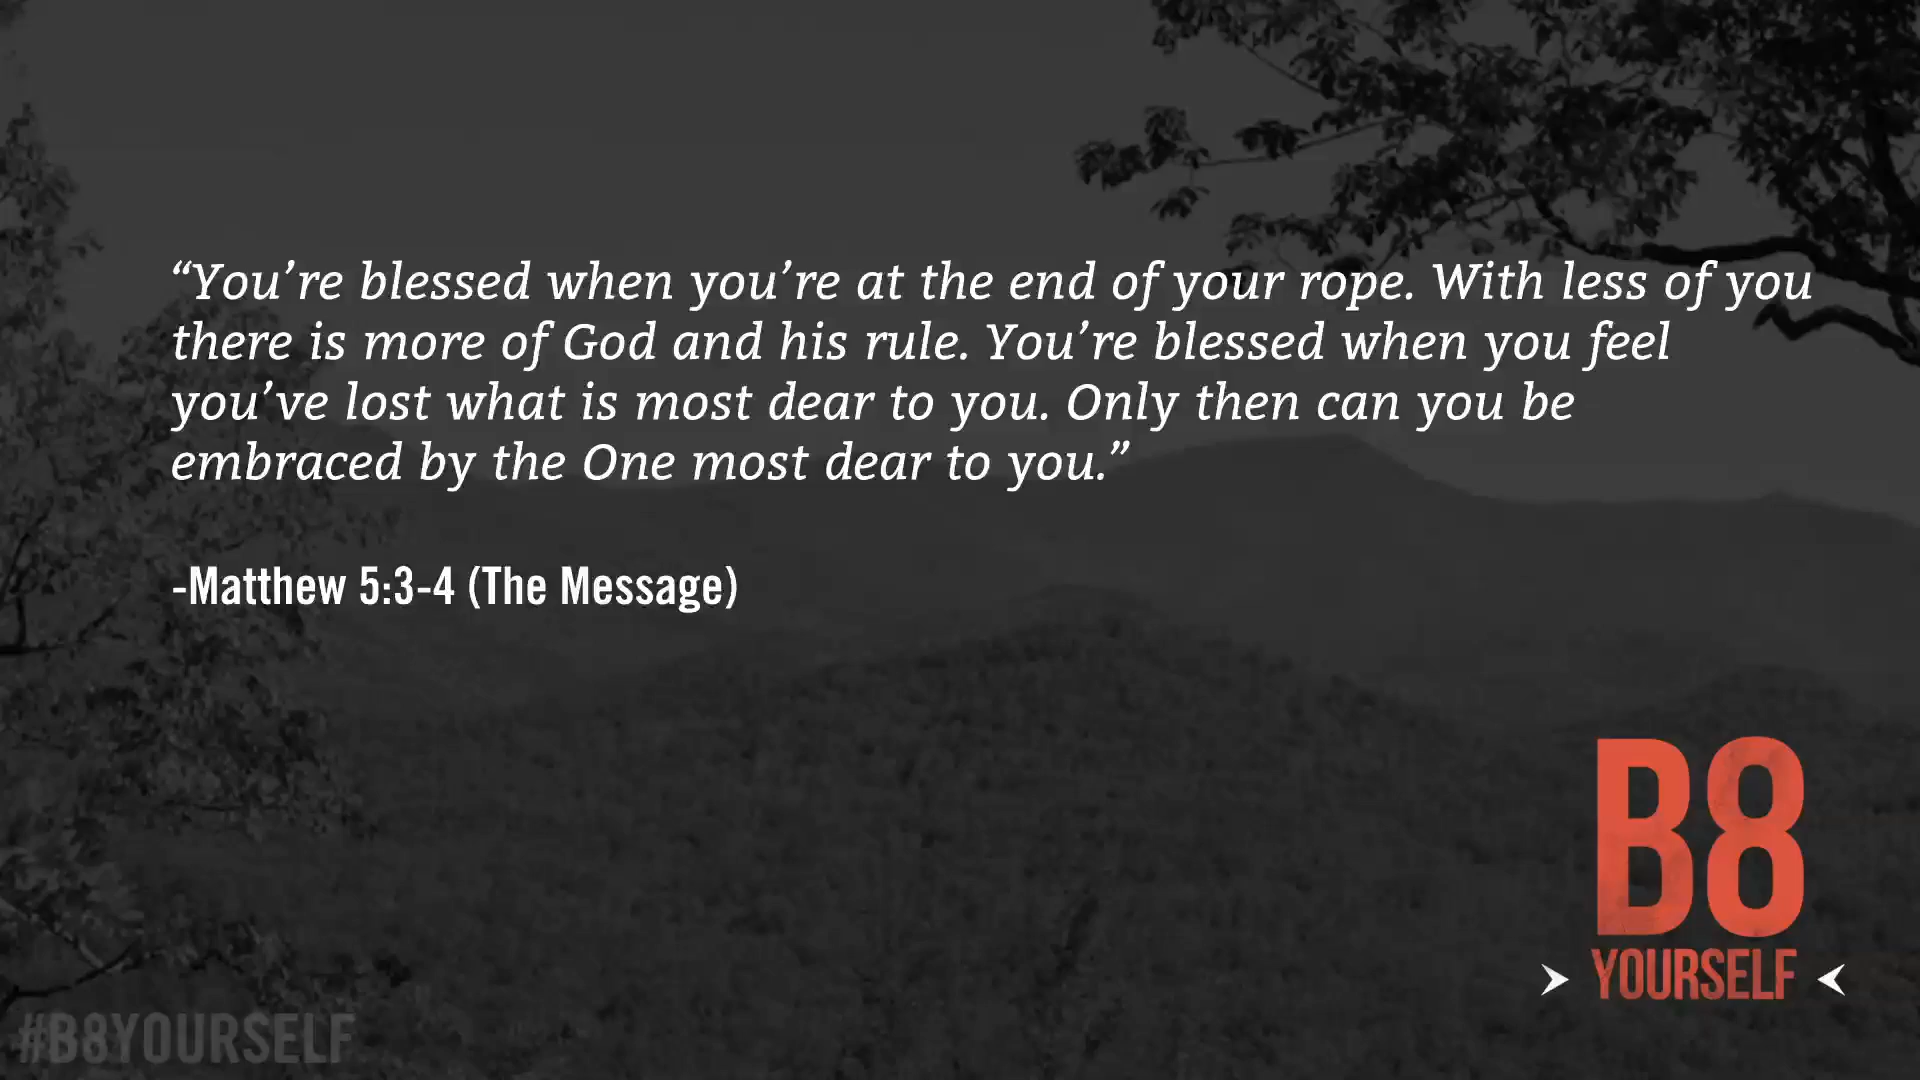 “You’re blessed when you’re at the end of your rope. With less of you
there is more of God and his rule. You’re blessed when you feel
you’ve lost what is most dear to you. Only then can you be
embraced by the One most dear to you.”
-Matthew 5:3-4 (The Message)
B8
YOURSELF
#B8YOURSELF